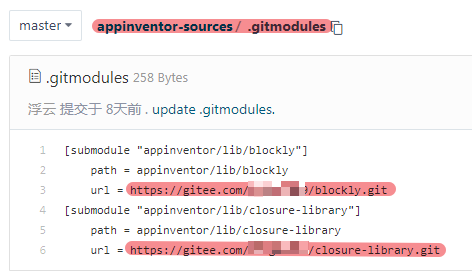 master appinventor-sources / .gitmodules
.gitmodules 258 Bytes
浮云 提交于 8天前 . update .gitmodules.
1 [submodule "appinventor/lib/blockly"]
2 path = appinventor/lib/blockly
3 url = https://gitee.com/ /blockly.git
4 [submodule "appinventor/lib/closure-library"]
5 path = appinventor/lib/closure-library
6 url = https://gitee.com/ /closure-library.git